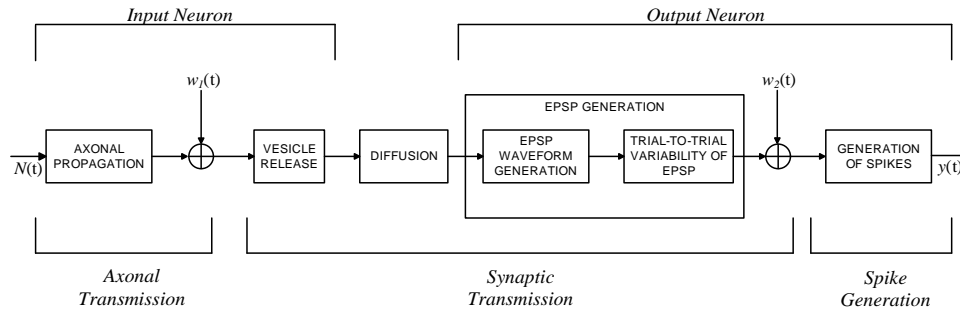 Input Neuron
Output Neuron
w1(t)
w2(t)
EPSP GENERATION
AXONAL
PROPAGATION
VESICLE
RELEASE
DIFFUSION
EPSP
WAVEFORM
GENERATION
TRIAL-TO-TRIAL
VARIABILITY OF
EPSP
GENERATION
OF SPIKES
N(t)
y(t)
Axonal
Transmission
Synaptic
Transmission
Spike
Generation